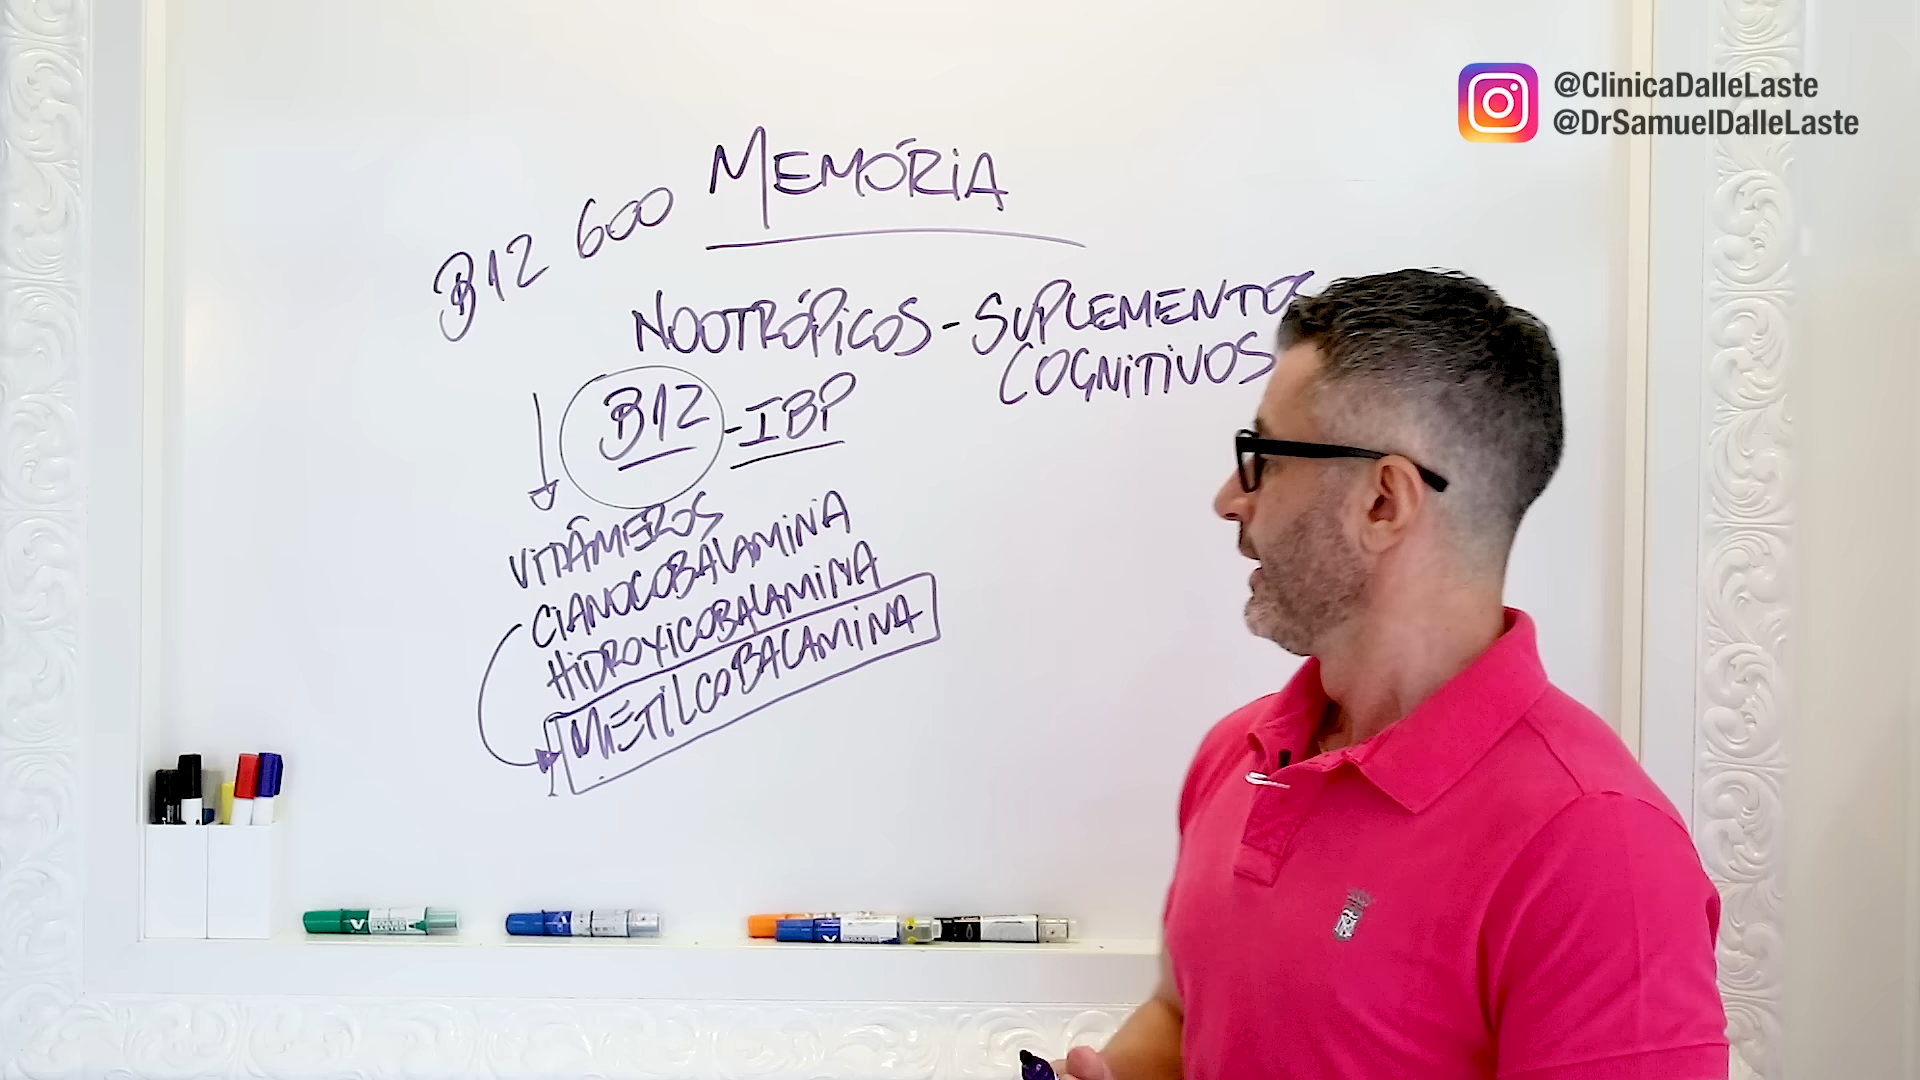 @ClinicaDalleLaste
@DrSamuelDalleLaste
MEMÓRIA
B12 600
NOOTRÓPICOS - SUPLEMENTOS
COGNITIVOS
B12 - IBP
VITÂMEROS
CIANOCOBALAMINA
HIDROXICOBALAMINA
METILCOBALAMINA